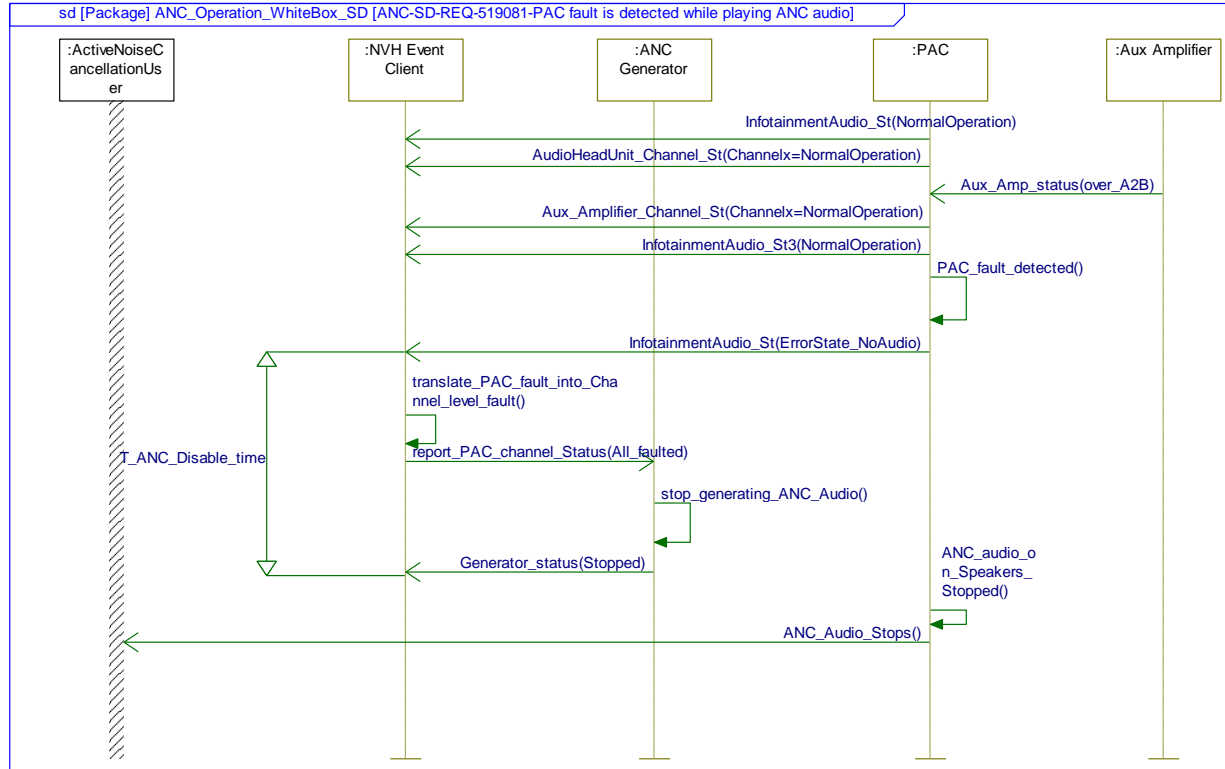 sd [Package] ANC_Operation_WhiteBox_SD [ANC-SD-REQ-519081-PAC fault is detected while playing ANC audio]
:ActiveNoiseC
ancellationUs
er
:NVH Event
Client
:ANC
Generator
:PAC
:Aux Amplifier
InfotainmentAudio_St(NormalOperation)
AudioHeadUnit_Channel_St(Channelx=NormalOperation)
Aux_Amp_status(over_A2B)
Aux_Amplifier_Channel_St(Channelx=NormalOperation)
InfotainmentAudio_St3(NormalOperation)
PAC_fault_detected()
InfotainmentAudio_St(ErrorState_NoAudio)
translate_PAC_fault_into_Cha
nnel_level_fault()
T_ANC_Disable_time
report_PAC_channel_Status(All_faulted)
stop_generating_ANC_Audio()
Generator_status(Stopped)
ANC_audio_o
n_Speakers_
Stopped()
ANC_Audio_Stops()